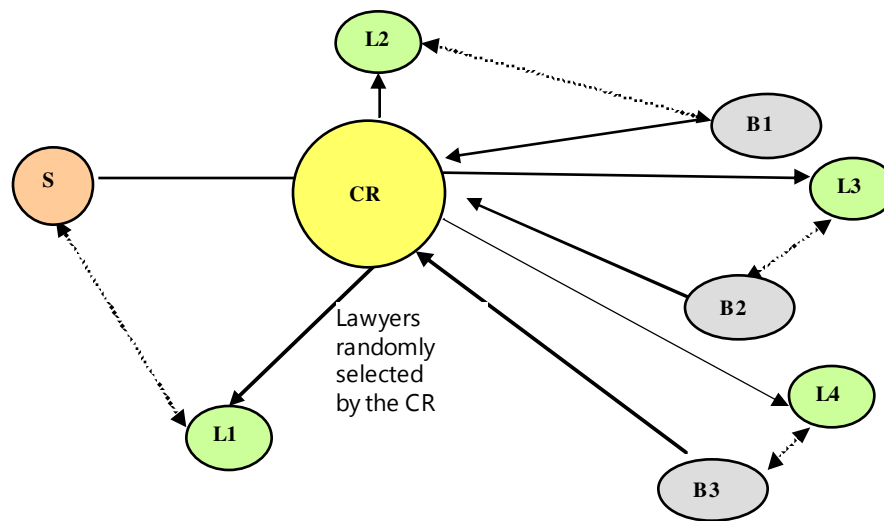 L2
B1
S
CR
L3
B2
Lawyers
randomly
selected
by the CR
L4
L1
B3